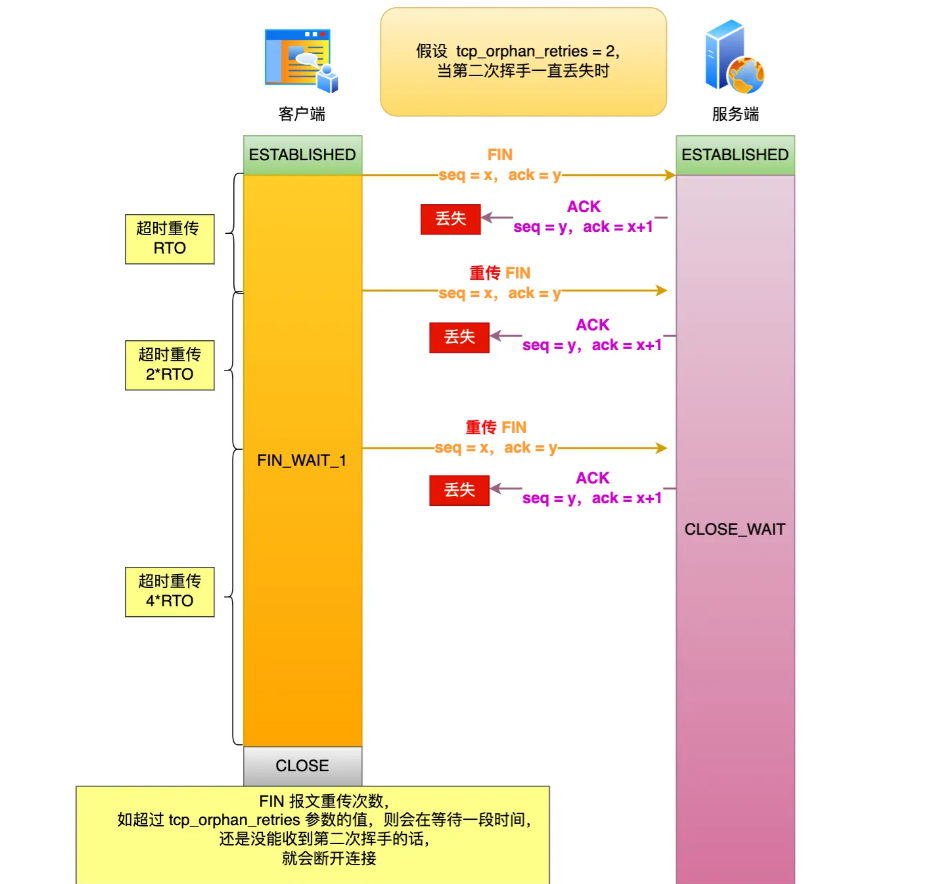 假设 tcp_orphan_retries = 2，
当第二次挥手一直丢失时
客户端
服务端
ESTABLISHED
ESTABLISHED
FIN
seq = x，ack = y
ACK
seq = y，ack = x+1
丢失
超时重传
RTO
重传 FIN
seq = x，ack = y
ACK
seq = y，ack = x+1
丢失
超时重传
2*RTO
重传 FIN
seq = x，ack = y
FIN_WAIT_1
ACK
seq = y，ack = x+1
丢失
CLOSE_WAIT
超时重传
4*RTO
CLOSE
FIN 报文重传次数，
如超过 tcp_orphan_retries 参数的值，则会在等待一段时间，
还是没能收到第二次挥手的话，
就会断开连接